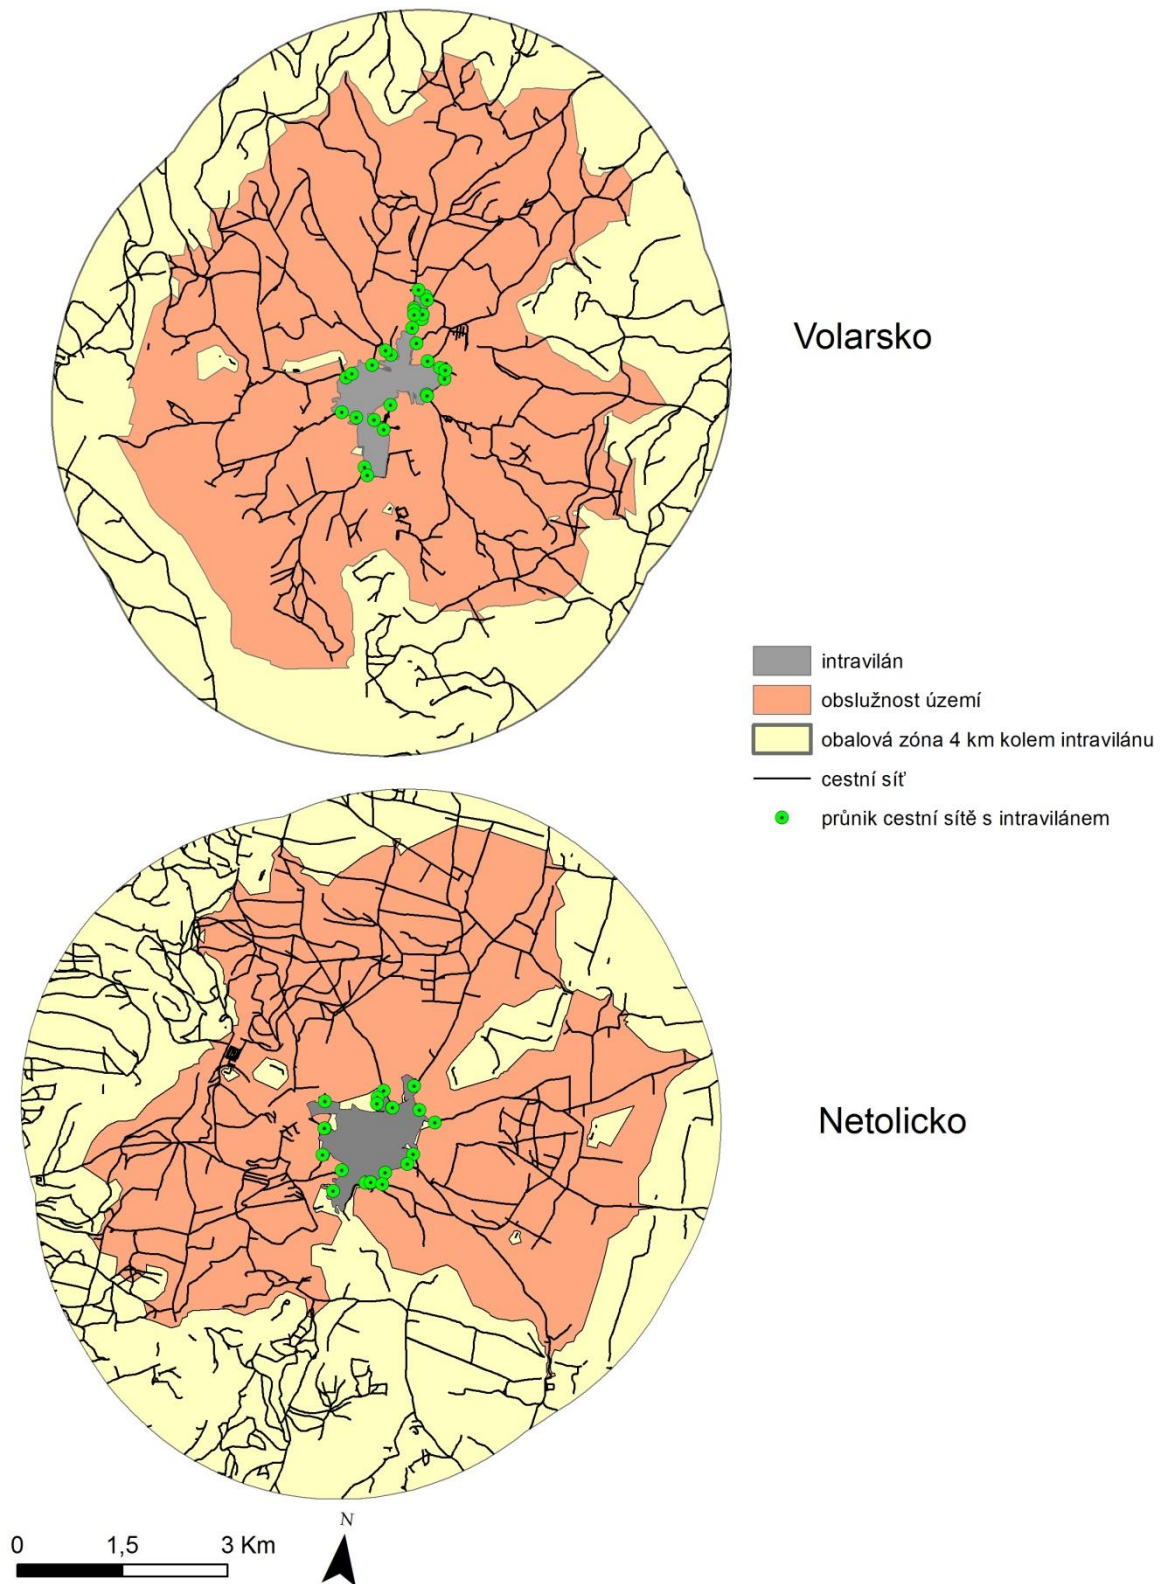 Volarsko
intravilán
obslužnost území
obalová zóna 4 km kolem intravilánu
cestní síť
průnik cestní sítě s intravilánem
Netolicko
N
0 1,5 3 Km